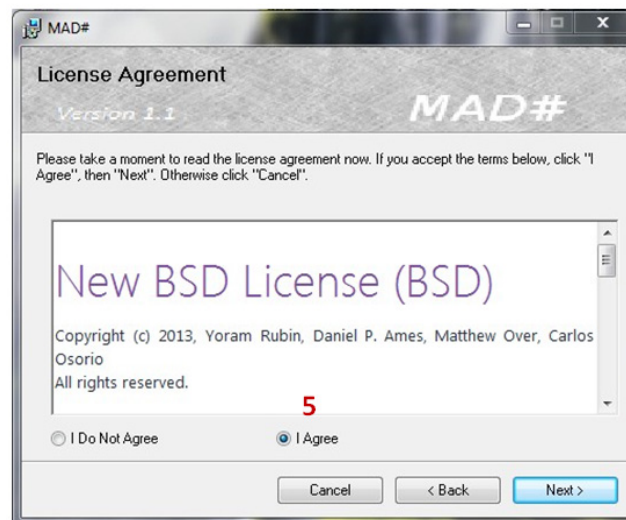 MAD#
License Agreement
Version 1.1
MAD#
Please take a moment to read the license agreement now. If you accept the terms below, click "I
Agree", then "Next". Otherwise click "Cancel".
New BSD License (BSD)
Copyright (c) 2013, Yoram Rubin, Daniel P. Ames, Matthew Over, Carlos
Osorio
All rights reserved.
5
I Do Not Agree
I Agree
Cancel
< Back
Next >